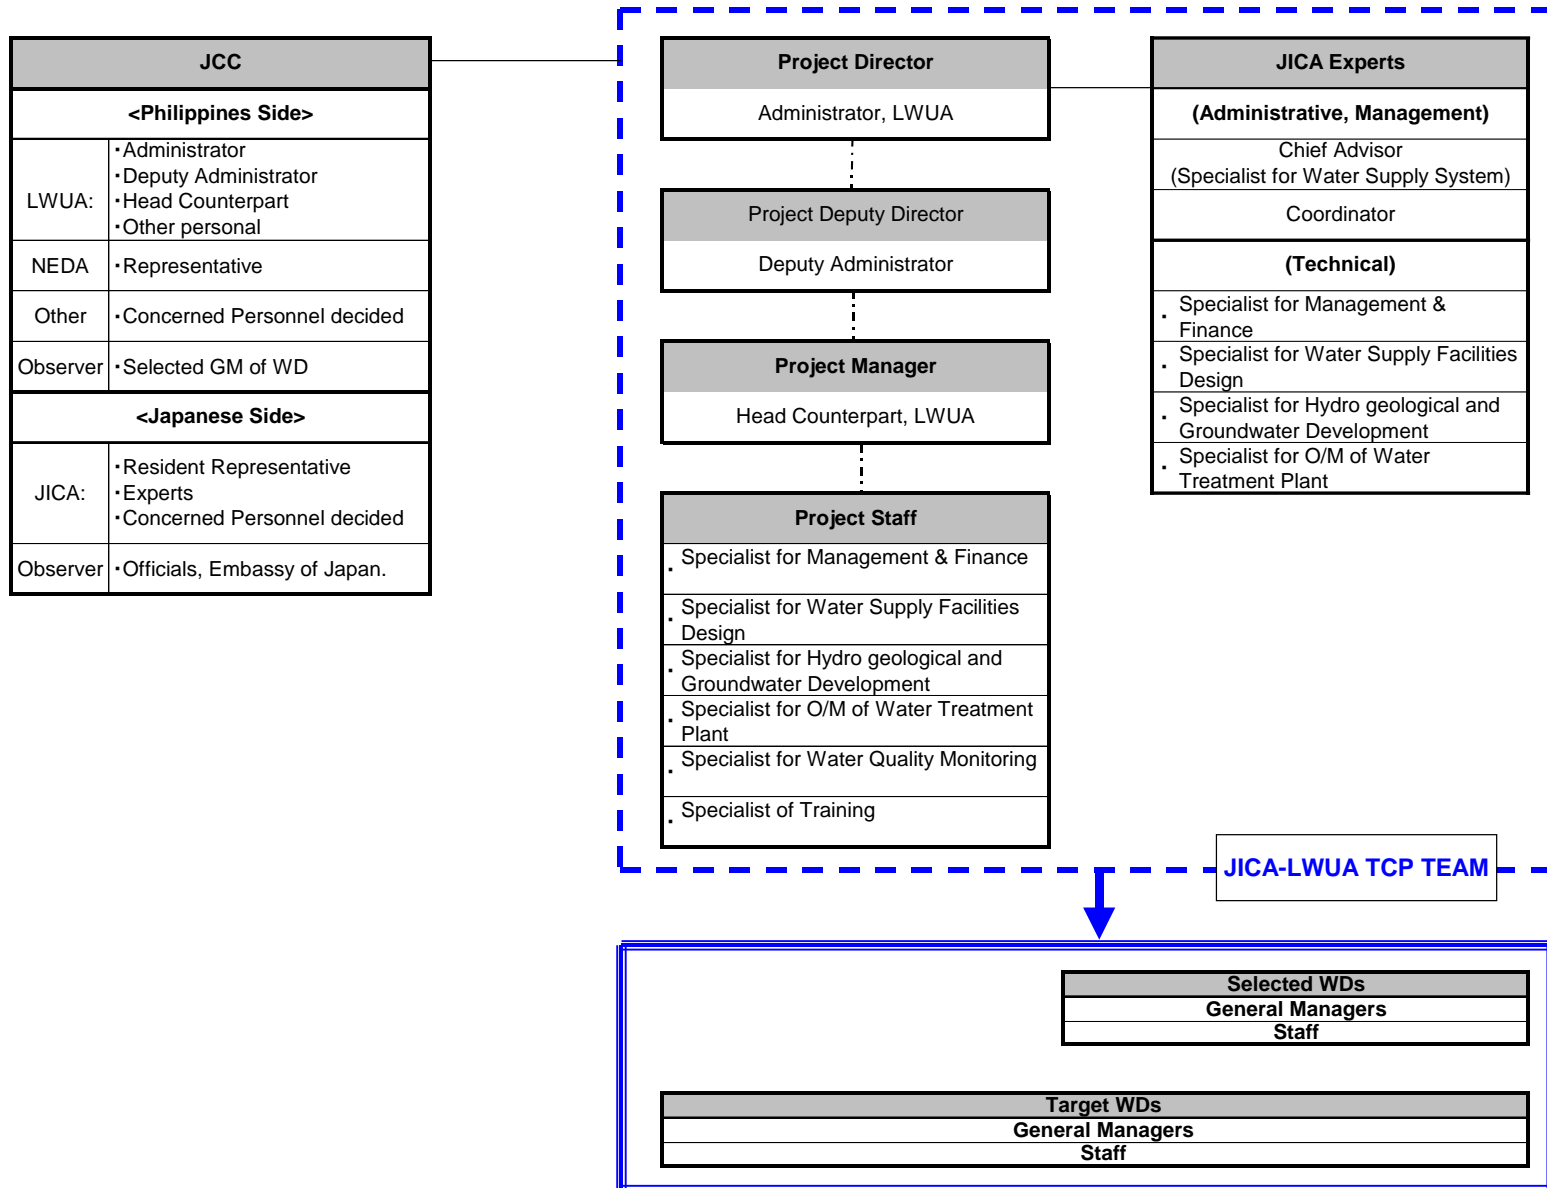 JCC
<Philippines Side>
LWUA:
・Administrator
・Deputy Administrator
・Head Counterpart
・Other personal
NEDA
・Representative
Other
・Concerned Personnel decided
Observer
・Selected GM of WD
<Japanese Side>
JICA:
・Resident Representative
・Experts
・Concerned Personnel decided
Observer
・Officials, Embassy of Japan.
Project Director
Administrator, LWUA
Project Deputy Director
Deputy Administrator
Project Manager
Head Counterpart, LWUA
Project Staff
・Specialist for Management & Finance
・Specialist for Water Supply Facilities
Design
・Specialist for Hydro geological and
Groundwater Development
・Specialist for O/M of Water Treatment
Plant
・Specialist for Water Quality Monitoring
・Specialist of Training
JICA Experts
(Administrative, Management)
Chief Advisor
(Specialist for Water Supply System)
Coordinator
(Technical)
・Specialist for Management &
Finance
・Specialist for Water Supply Facilities
Design
・Specialist for Hydro geological and
Groundwater Development
・Specialist for O/M of Water
Treatment Plant
JICA-LWUA TCP TEAM
Selected WDs
General Managers
Staff
Target WDs
General Managers
Staff